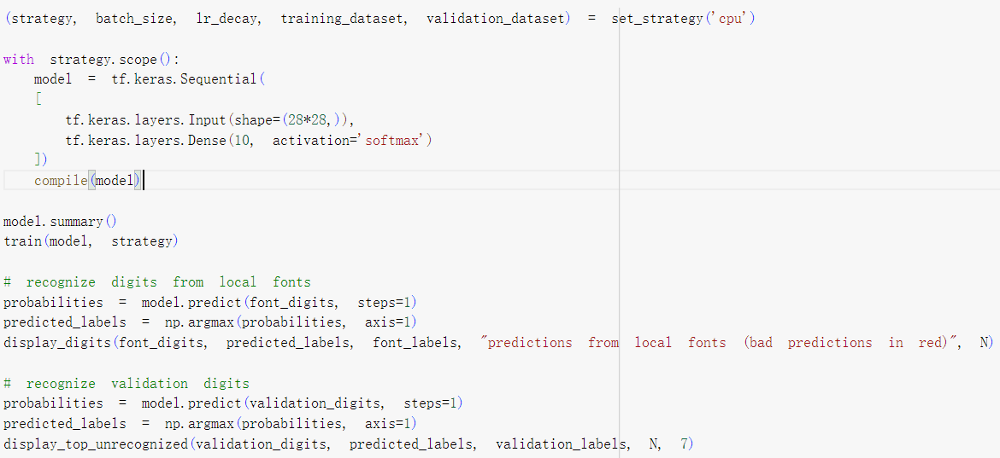 (strategy, batch_size, lr_decay, training_dataset, validation_dataset) = set_strategy('cpu')
with strategy.scope():
model = tf.keras.Sequential(
[
tf.keras.layers.Input(shape=(28*28,)),
tf.keras.layers.Dense(10, activation='softmax')
])
compile(model)
model.summary()
train(model, strategy)
# recognize digits from local fonts
probabilities = model.predict(font_digits, steps=1)
predicted_labels = np.argmax(probabilities, axis=1)
display_digits(font_digits, predicted_labels, font_labels, "predictions from local fonts (bad predictions in red)", N)
# recognize validation digits
probabilities = model.predict(validation_digits, steps=1)
predicted_labels = np.argmax(probabilities, axis=1)
display_top_unrecognized(validation_digits, predicted_labels, validation_labels, N, 7)